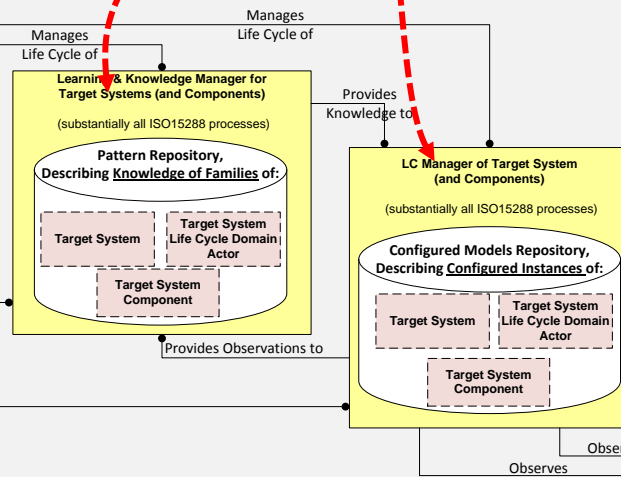 Manages
Life Cycle of
Manages
Life Cycle of
Learning & Knowledge Manager for
Target Systems (and Components)
(substantially all ISO15288 processes)
Pattern Repository,
Describing Knowledge of Families of:
Target System
Target System
Life Cycle Domain
Actor
Target System
Component
Provides
Knowledge to
LC Manager of Target System
(and Components)
(substantially all ISO15288 processes)
Configured Models Repository,
Describing Configured Instances of:
Target System
Target System
Life Cycle Domain
Actor
Target System
Component
Provides Observations to
Observes